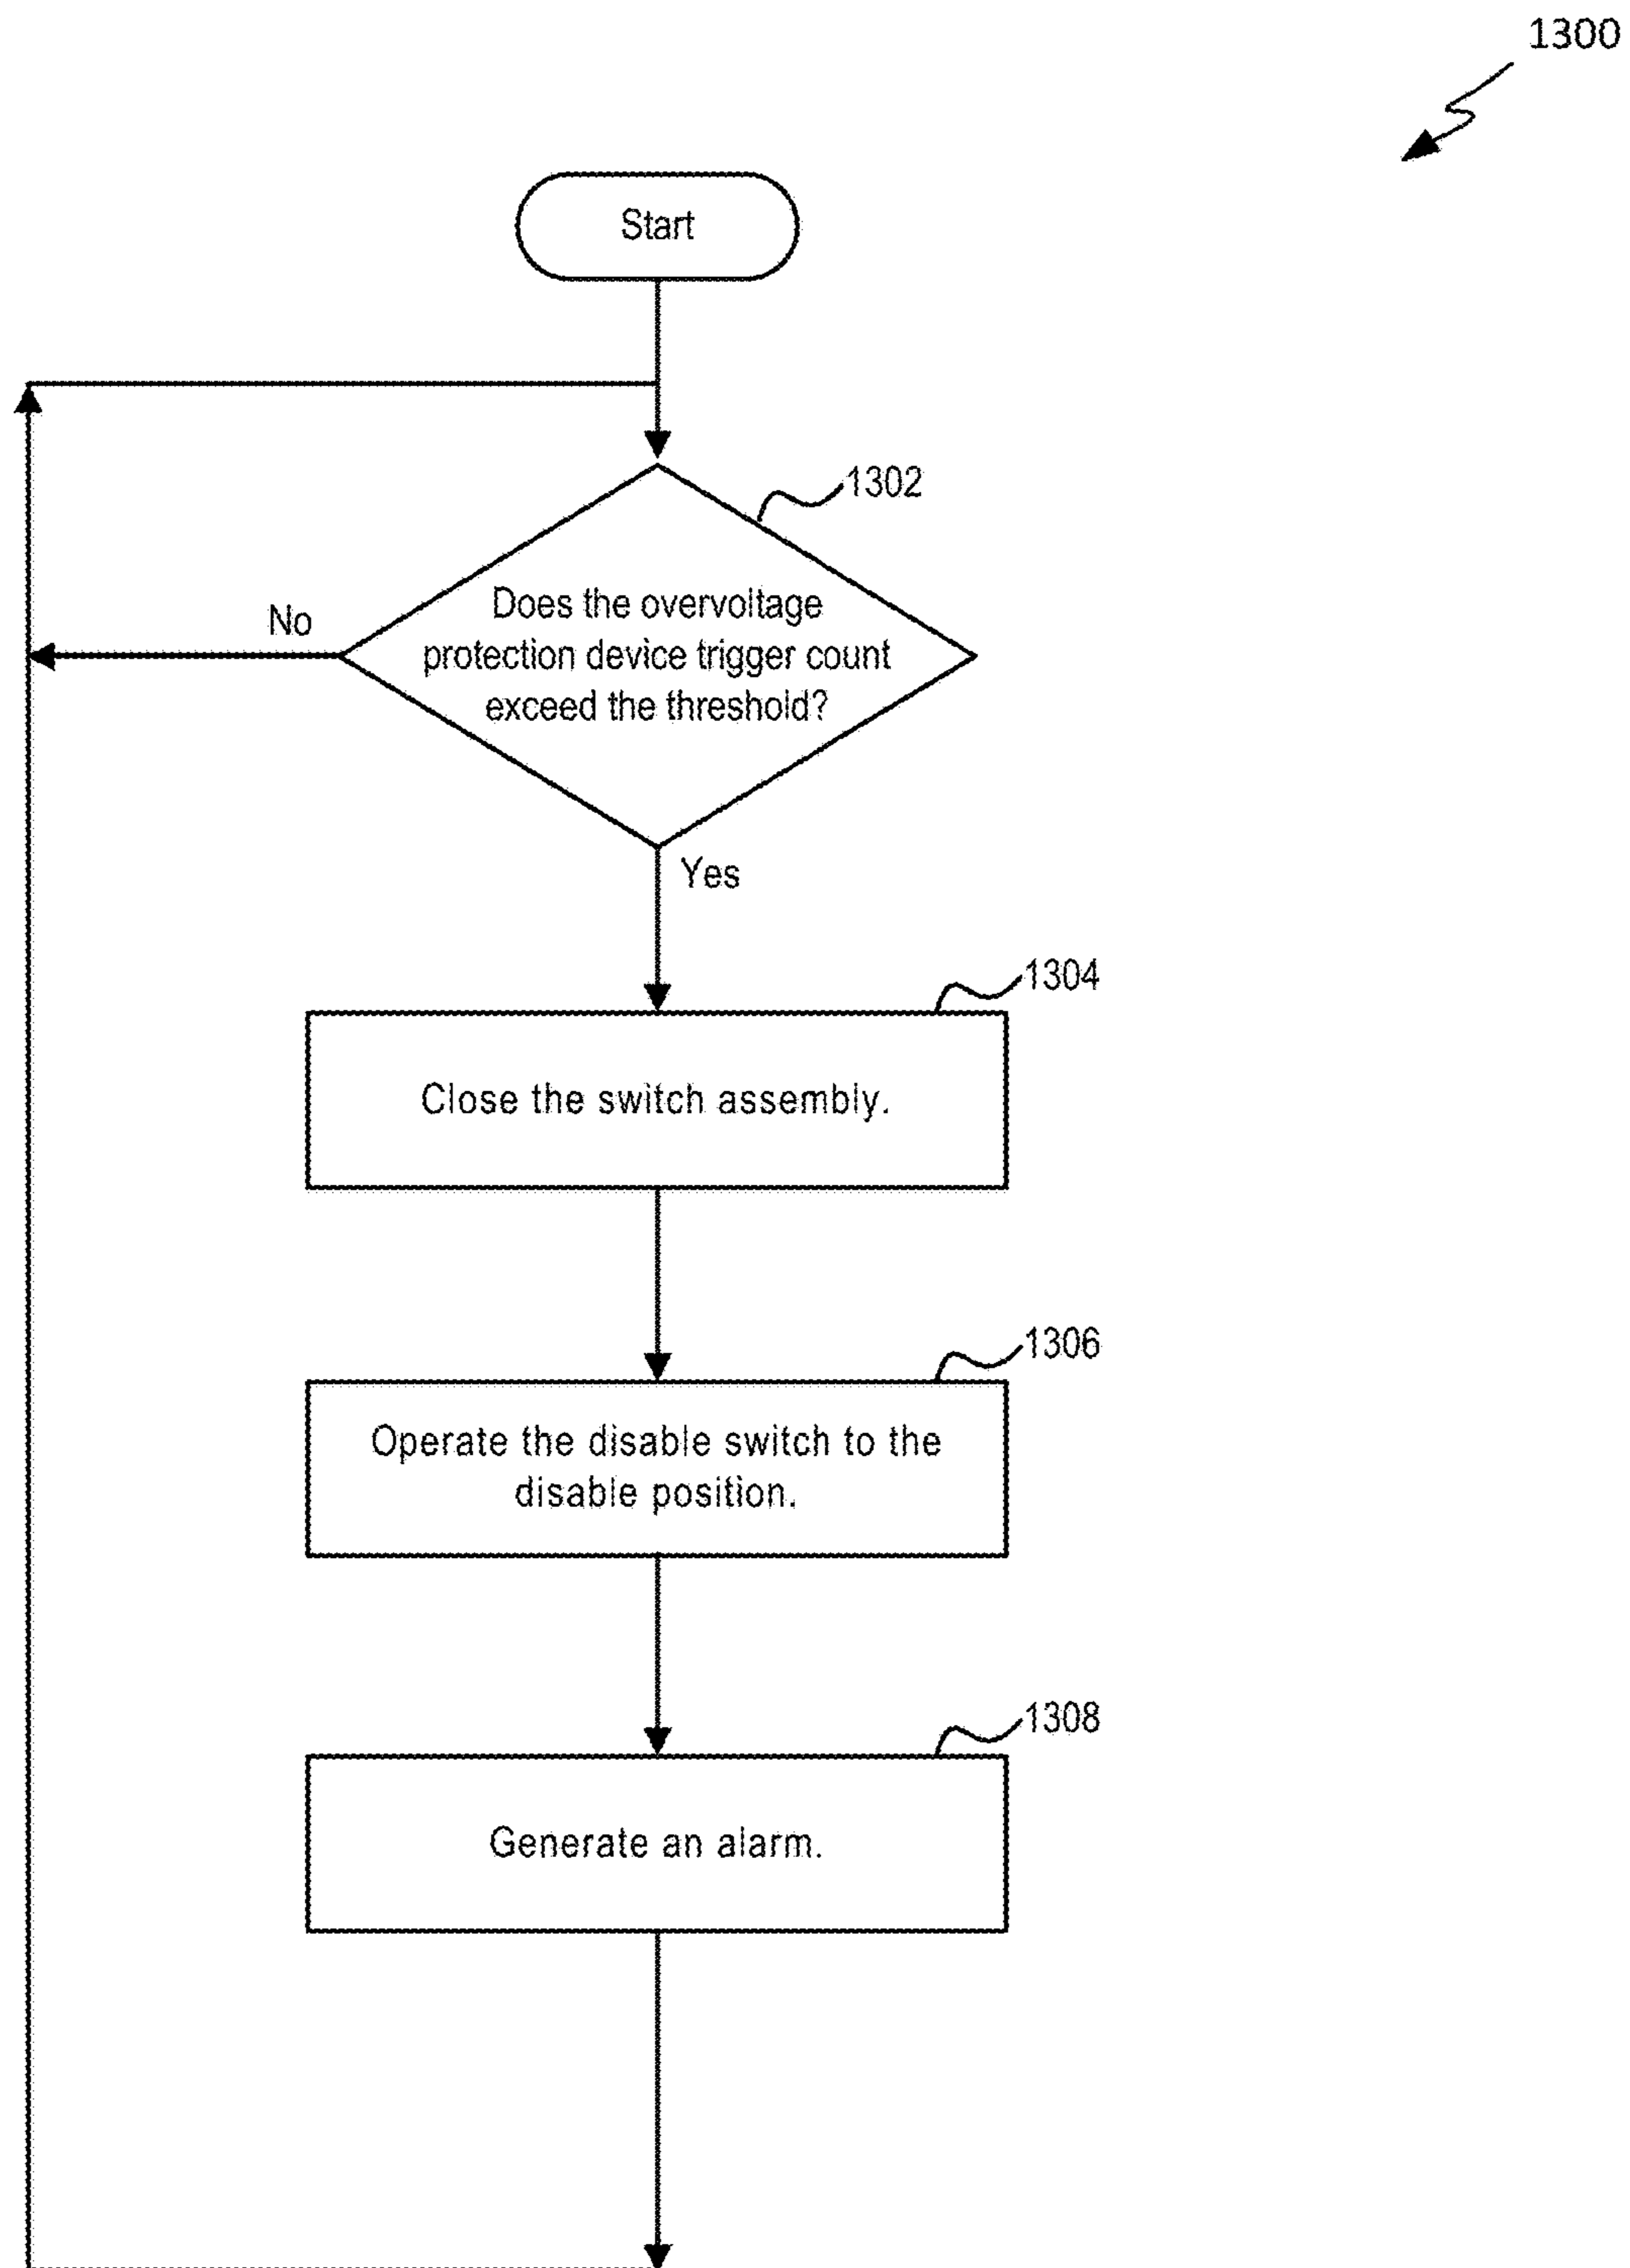 1300
Start
1302
Does the overvoltage
protection device trigger count
exceed the threshold?
No
Yes
1304
Close the switch assembly.
1306
Operate the disable switch to the
disable position.
1308
Generate an alarm.